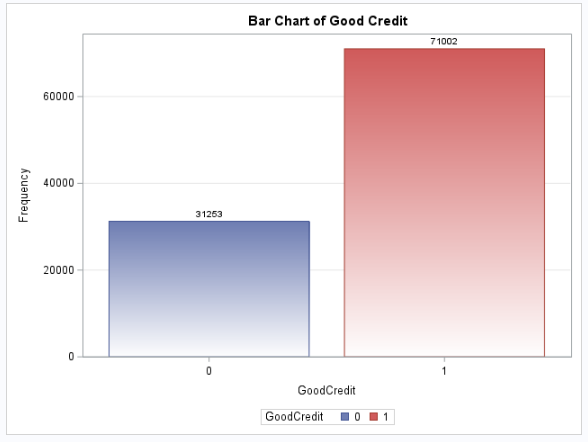 Bar Chart of Good Credit
71002
60000
40000
31253
20000
0
Frequency
0 1
GoodCredit
GoodCredit 0 1